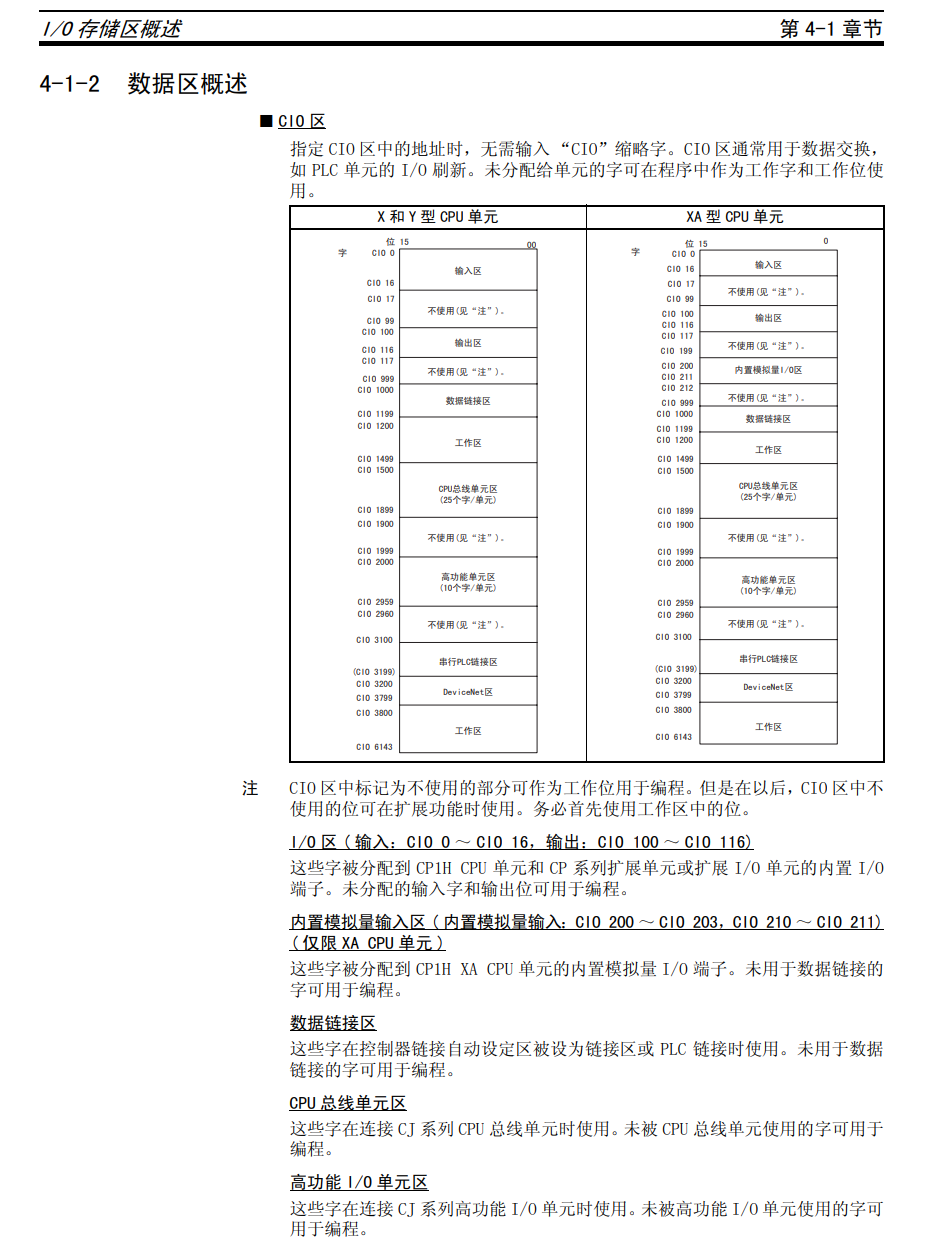 I/O 存储区概述
第 4-1 章节
4-1-2 数据区概述
■ CIO 区
指定 CIO 区中的地址时，无需输入 “CIO”缩略字。CIO 区通常用于数据交换，
如 PLC 单元的 I/O 刷新。未分配给单元的字可在程序中作为工作字和工作位使
用。
X 和 Y 型 CPU 单元
位 15
00
字
CIO 0
输入区
CIO 16
CIO 17
不使用(见“注”)。
CIO 99
CIO 100
输出区
CIO 116
CIO 117
不使用(见“注”)。
CIO 999
CIO 1000
数据链接区
CIO 1199
CIO 1200
工作区
CIO 1499
CIO 1500
CPU总线单元区
(25个字/单元)
CIO 1899
CIO 1900
不使用(见“注”)。
CIO 1999
CIO 2000
高功能单元区
(10个字/单元)
CIO 2959
CIO 2960
不使用(见“注”)。
CIO 3100
串行PLC链接区
(CIO 3199)
CIO 3200
DeviceNet区
CIO 3799
CIO 3800
工作区
CIO 6143
XA 型 CPU 单元
位 15
0
字
CIO 0
输入区
CIO 16
CIO 17
不使用(见“注”)。
CIO 99
CIO 100
输出区
CIO 116
CIO 117
不使用(见“注”)。
CIO 199
CIO 200
内置模拟量I/O区
CIO 211
CIO 212
不使用(见“注”)。
CIO 999
CIO 1000
数据链接区
CIO 1199
CIO 1200
工作区
CIO 1499
CIO 1500
CPU总线单元区
(25个字/单元)
CIO 1899
CIO 1900
不使用(见“注”)。
CIO 1999
CIO 2000
高功能单元区
(10个字/单元)
CIO 2959
CIO 2960
不使用(见“注”)。
CIO 3100
串行PLC链接区
(CIO 3199)
CIO 3200
DeviceNet区
CIO 3799
CIO 3800
工作区
CIO 6143
注 CIO 区中标记为不使用的部分可作为工作位用于编程。但是在以后，CIO 区中不
使用的位可在扩展功能时使用。务必首先使用工作区中的位。
I/O 区 ( 输入：CIO 0 ～ CIO 16，输出：CIO 100 ～ CIO 116)
这些字被分配到 CP1H CPU 单元和 CP 系列扩展单元或扩展 I/O 单元的内置 I/O
端子。未分配的输入字和输出位可用于编程。
内置模拟量输入区 ( 内置模拟量输入：CIO 200 ～ CIO 203，CIO 210 ～ CIO 211)
( 仅限 XA CPU 单元 )
这些字被分配到 CP1H XA CPU 单元的内置模拟量 I/O 端子。未用于数据链接的
字可用于编程。
数据链接区
这些字在控制器链接自动设定区被设为链接区或 PLC 链接时使用。未用于数据
链接的字可用于编程。
CPU 总线单元区
这些字在连接 CJ 系列 CPU 总线单元时使用。未被 CPU 总线单元使用的字可用于
编程。
高功能 I/O 单元区
这些字在连接 CJ 系列高功能 I/O 单元时使用。未被高功能 I/O 单元使用的字可
用于编程。